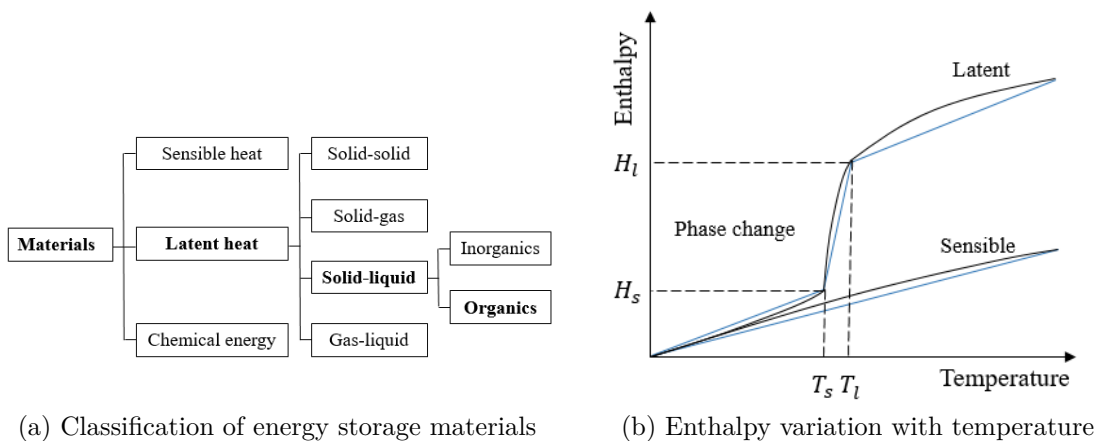 Materials
Sensible heat
Latent heat
Chemical energy
Solid-solid
Solid-gas
Solid-liquid
Gas-liquid
Inorganics
Organics
(a) Classification of energy storage materials
Enthalpy
Latent
H_l
Phase change
Sensible
H_s
T_s T_l
Temperature
(b) Enthalpy variation with temperature